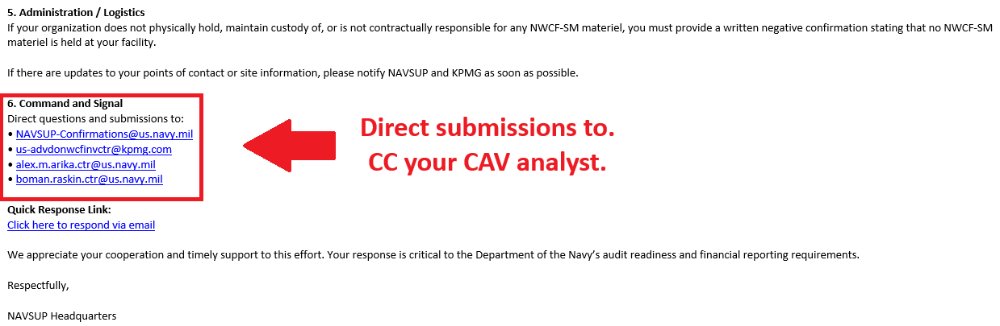 5. Administration / Logistics
If your organization does not physically hold, maintain custody of, or is not contractually responsible for any NWCF-SM materiel, you must provide a written negative confirmation stating that no NWCF-SM
materiel is held at your facility.
If there are updates to your points of contact or site information, please notify NAVSUP and KPMG as soon as possible.
6. Command and Signal
Direct questions and submissions to:
• NAVSUP-Confirmations@us.navy.mil
• us-advdonwcfinvctr@kpmg.com
• alex.m.arika.ctr@us.navy.mil
• boman.raskin.ctr@us.navy.mil
Direct submissions to.
CC your CAV analyst.
Quick Response Link:
Click here to respond via email
We appreciate your cooperation and timely support to this effort. Your response is critical to the Department of the Navy’s audit readiness and financial reporting requirements.
Respectfully,
NAVSUP Headquarters